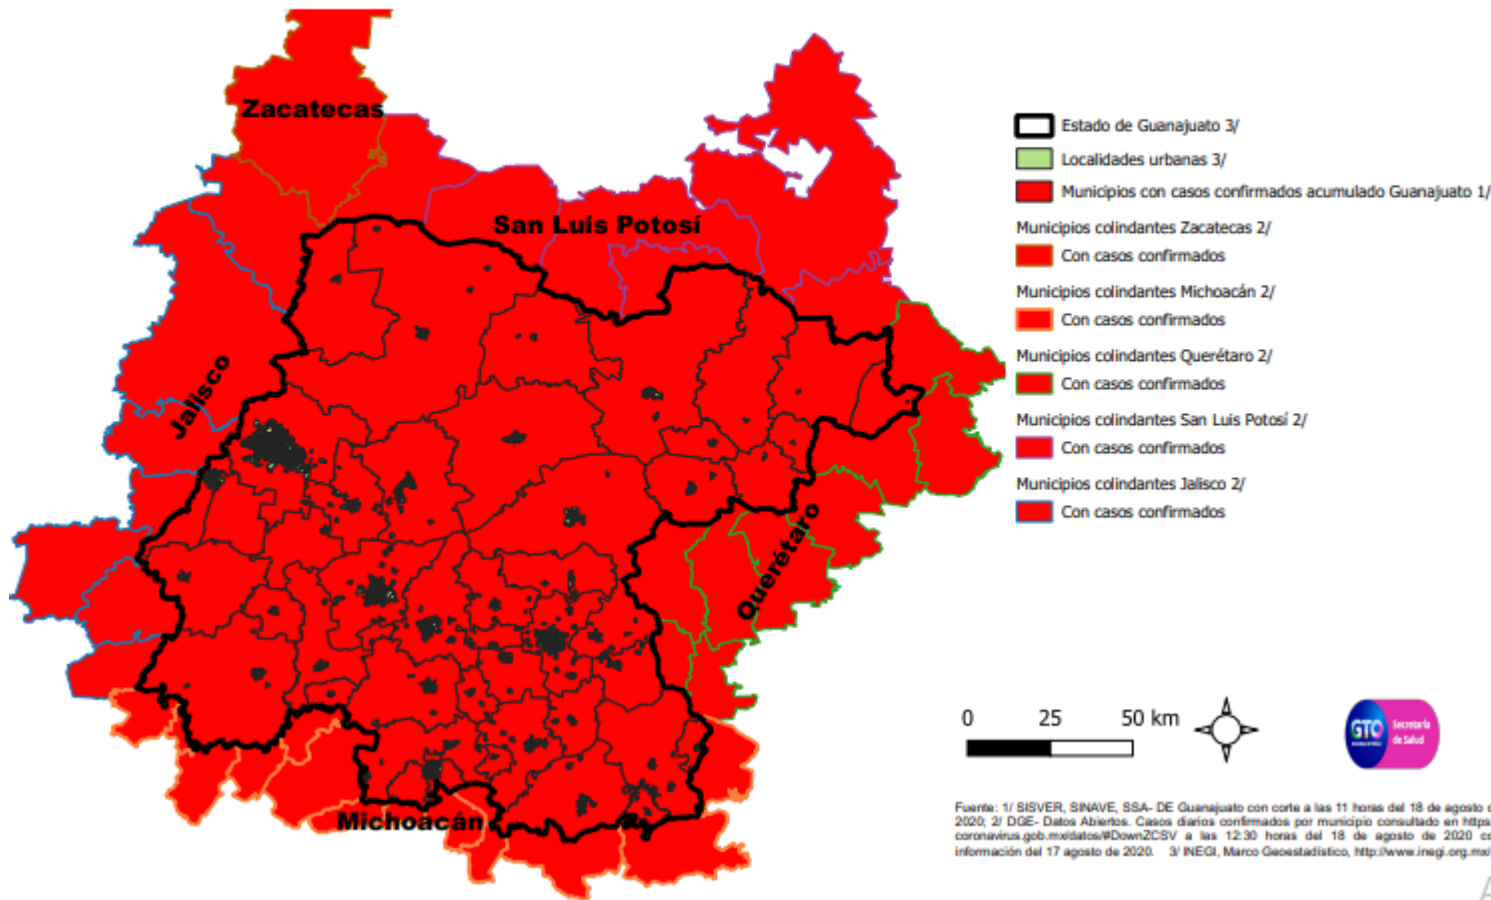 Zacatecas
San Luis Potosí
Jalisco
Querétaro
Michoacán
Estado de Guanajuato 3/
Localidades urbanas 3/
Municipios con casos confirmados acumulado Guanajuato 1/
Municipios colindantes Zacatecas 2/
Con casos confirmados
Municipios colindantes Michoacán 2/
Con casos confirmados
Municipios colindantes Querétaro 2/
Con casos confirmados
Municipios colindantes San Luis Potosí 2/
Con casos confirmados
Municipios colindantes Jalisco 2/
Con casos confirmados
0 25 50 km
GTO Secretaría
de Salud
Fuente: 1/ SISVER, SINAVE, SSA- DE Guanajuato con corte a las 11 horas del 18 de agosto d
2020; 2/ DGE- Datos Abiertos. Casos diarios confirmados por municipio consultado en https
coronavirus.gob.mx/datos/#DownZCSV a las 12:30 horas del 18 de agosto de 2020 co
información del 17 agosto de 2020. 3/ INEGI, Marco Geoestadístico, http://www.inegi.org.mx/